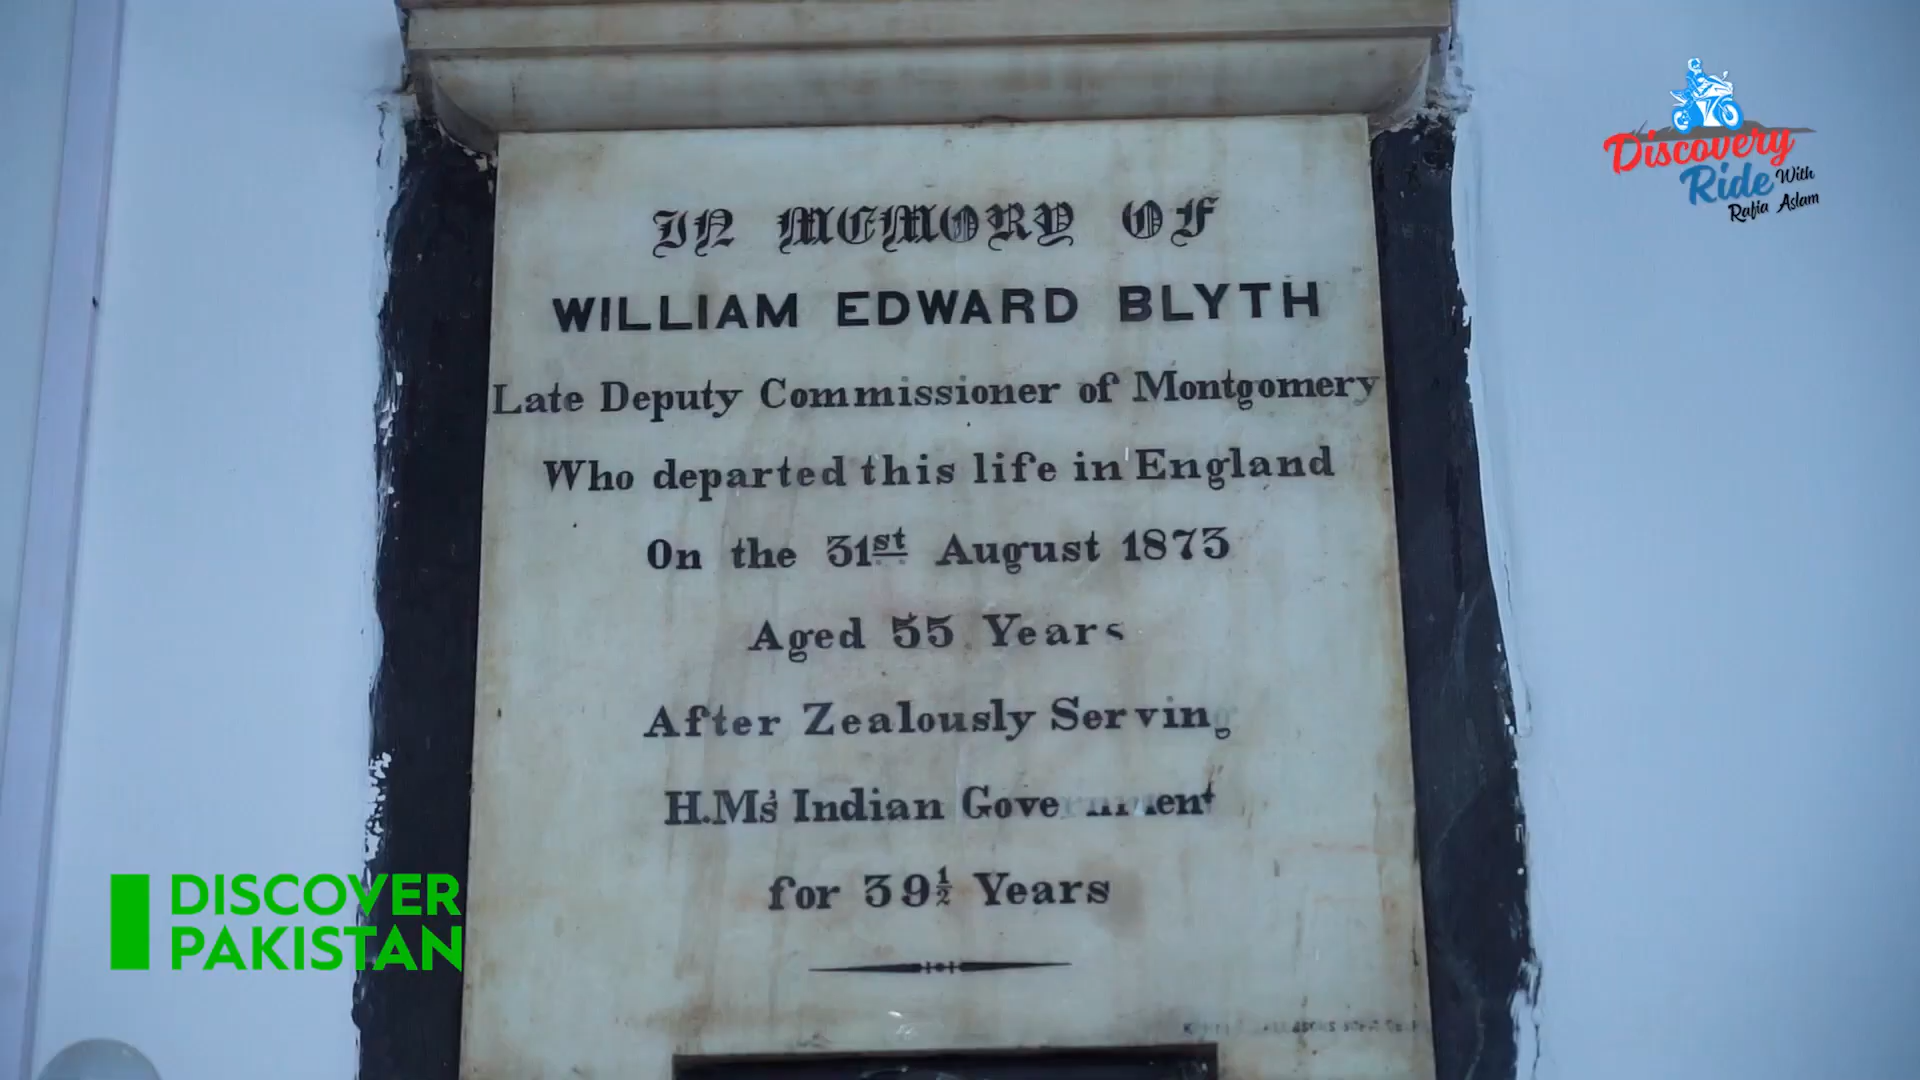 IN MEMORY OF
WILLIAM EDWARD BLYTH
Late Deputy Commissioner of Montgomery
Who departed this life in England
On the 31st August 1873
Aged 55 Years
After Zealously Serving
H.Ms Indian Government
for 39½ Years
Discovery
Ride With
Rafia Aslam
DISCOVER
PAKISTAN